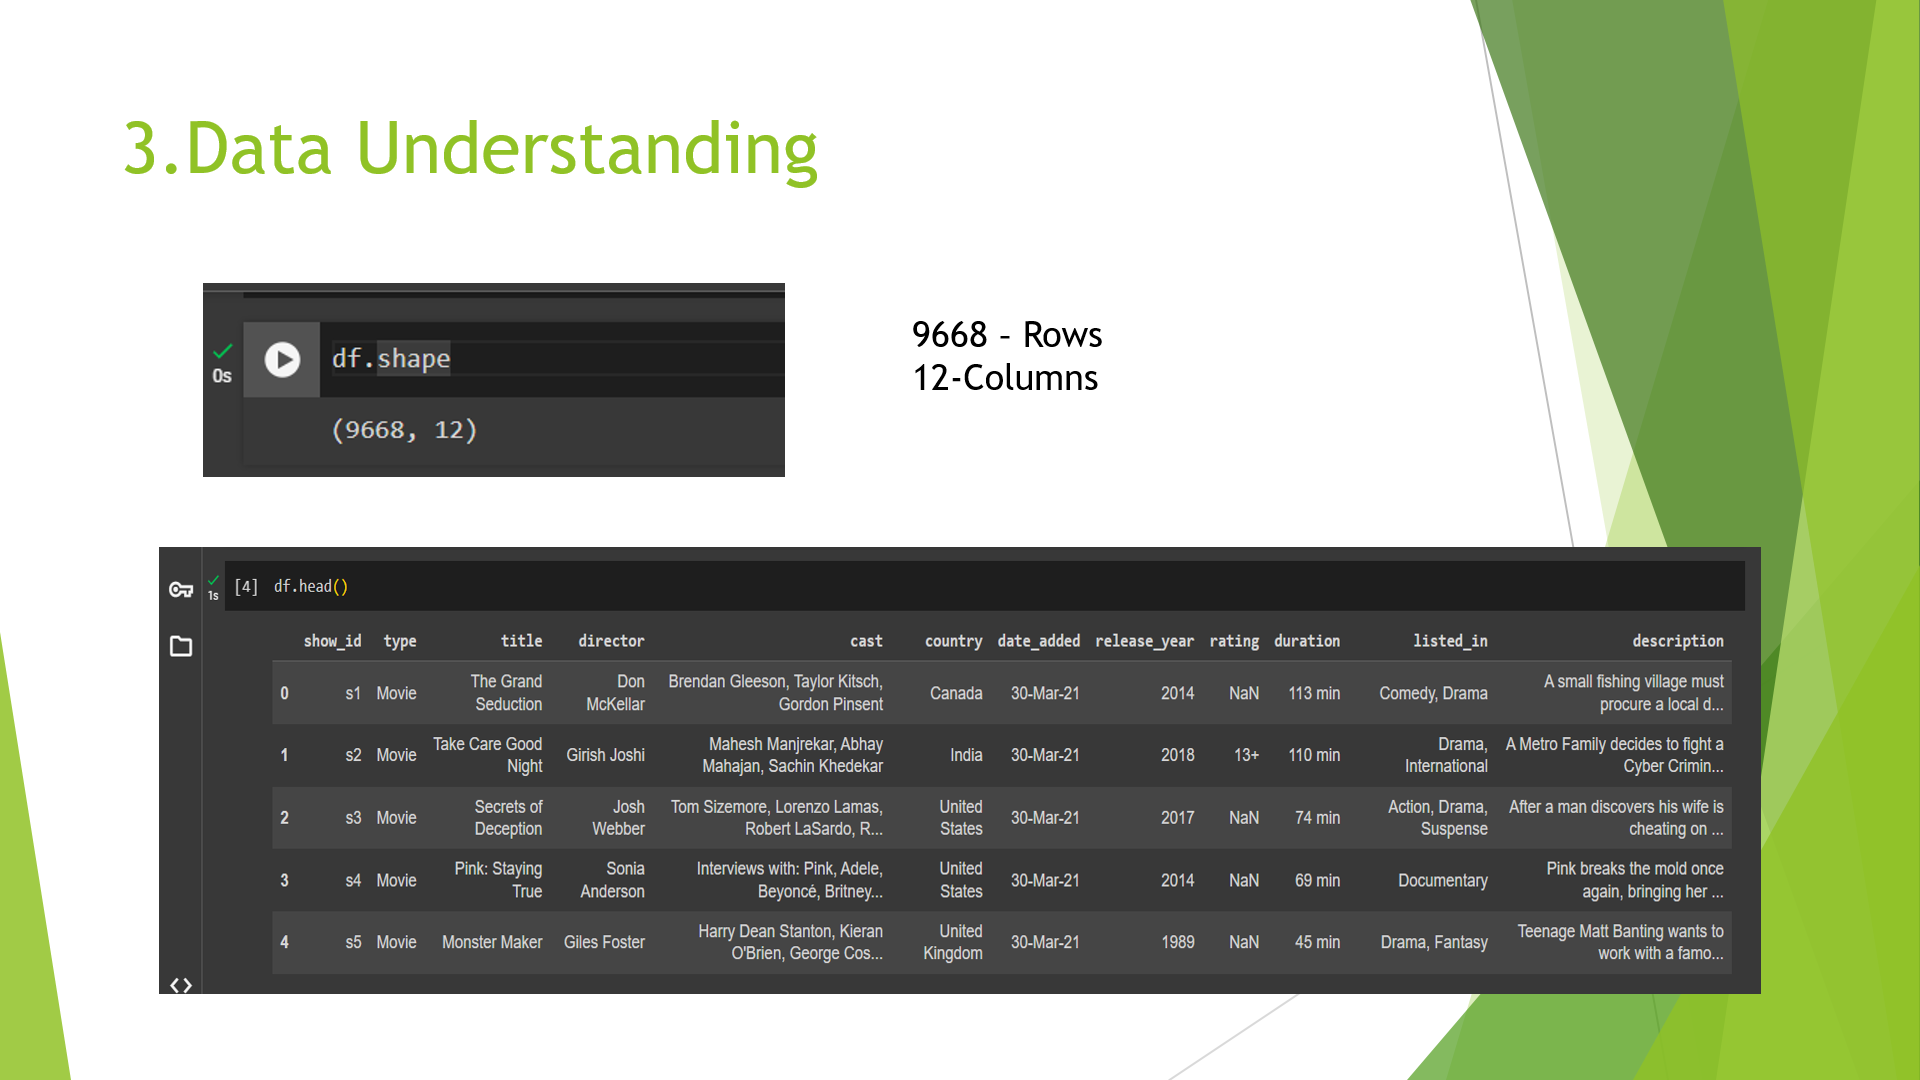 3.Data Understanding
df.shape
0s
(9668, 12)
9668 – Rows
12-Columns
1s [4] df.head()
show_id type title director cast country date_added release_year rating duration listed_in description
0 s1 Movie The Grand Seduction Don McKellar Brendan Gleeson, Taylor Kitsch, Gordon Pinsent Canada 30-Mar-21 2014 NaN 113 min Comedy, Drama A small fishing village must procure a local d...
1 s2 Movie Take Care Good Night Girish Joshi Mahesh Manjrekar, Abhay Mahajan, Sachin Khedekar India 30-Mar-21 2018 13+ 110 min Drama, International A Metro Family decides to fight a Cyber Crimin...
2 s3 Movie Secrets of Deception Josh Webber Tom Sizemore, Lorenzo Lamas, Robert LaSardo, R... United States 30-Mar-21 2017 NaN 74 min Action, Drama, Suspense After a man discovers his wife is cheating on ...
3 s4 Movie Pink: Staying True Sonia Anderson Interviews with: Pink, Adele, Beyoncé, Britney... United States 30-Mar-21 2014 NaN 69 min Documentary Pink breaks the mold once again, bringing her ...
4 s5 Movie Monster Maker Giles Foster Harry Dean Stanton, Kieran O'Brien, George Cos... United Kingdom 30-Mar-21 1989 NaN 45 min Drama, Fantasy Teenage Matt Banting wants to work with a famo...